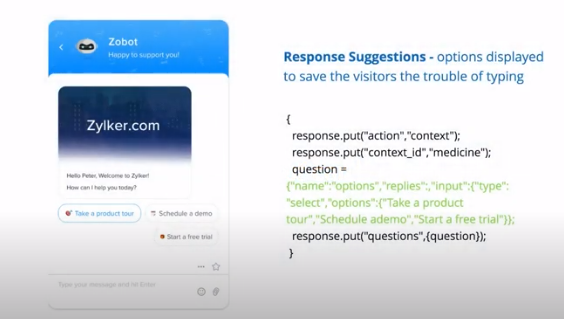 Zobot
Happy to support you!
Zylker.com
Hello Peter, Welcome to Zylker!
How can I help you today?
Take a product tour
Schedule a demo
Start a free trial
Type your message and hit Enter
Response Suggestions - options displayed
to save the visitors the trouble of typing
{
response.put("action","context");
response.put("context_id","medicine");
question =
{"name":"options","replies":,"input":{"type":
"select","options":{"Take a product
tour","Schedule ademo","Start a free trial"}};
response.put("questions",{question});
}